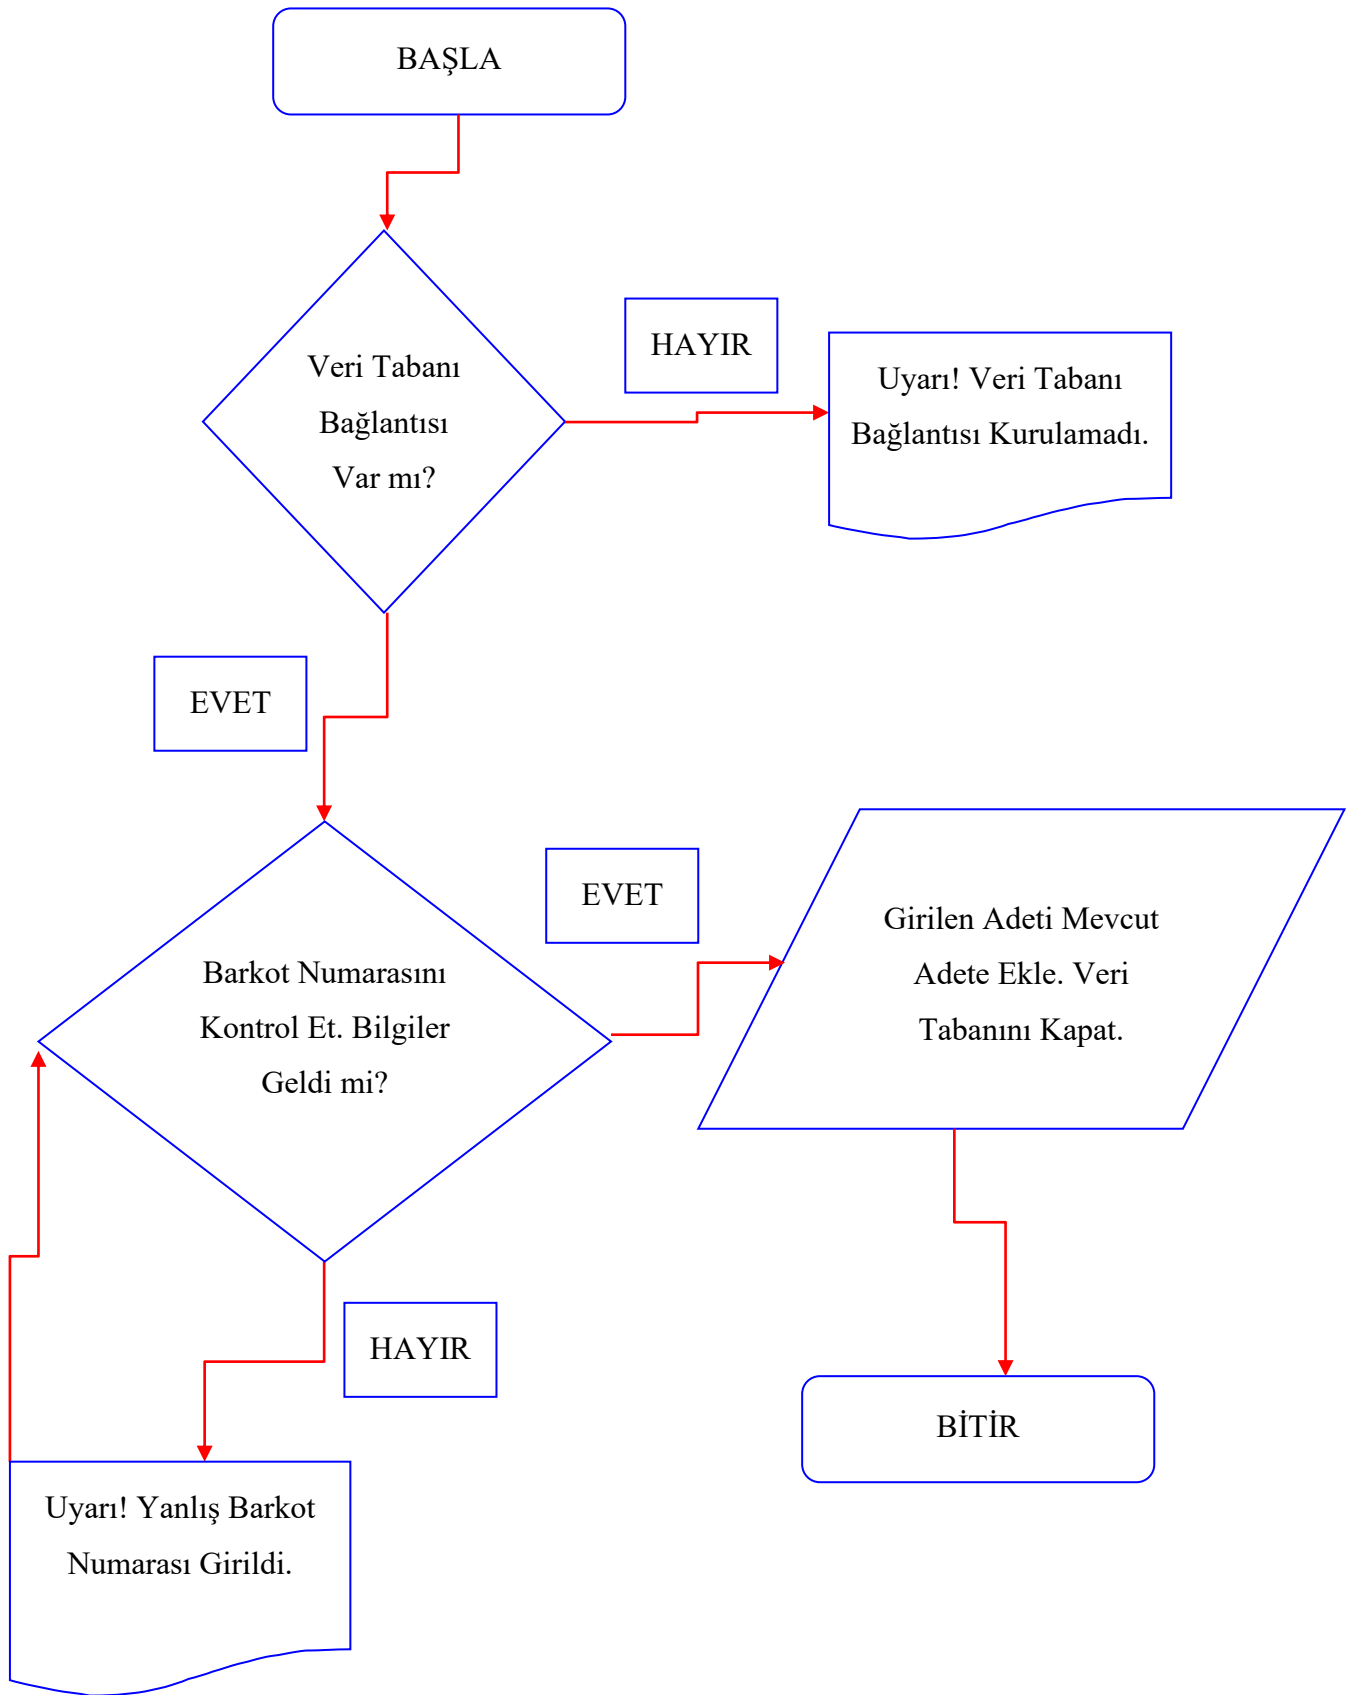 BAŞLA
HAYIR
Veri Tabanı
Bağlantısı
Var mı?
Uyarı! Veri Tabanı
Bağlantısı Kurulamadı.
EVET
EVET
Barkot Numarasını
Kontrol Et. Bilgiler
Geldi mi?
Girilen Adeti Mevcut
Adete Ekle. Veri
Tabanını Kapat.
HAYIR
BİTİR
Uyarı! Yanlış Barkot
Numarası Girildi.